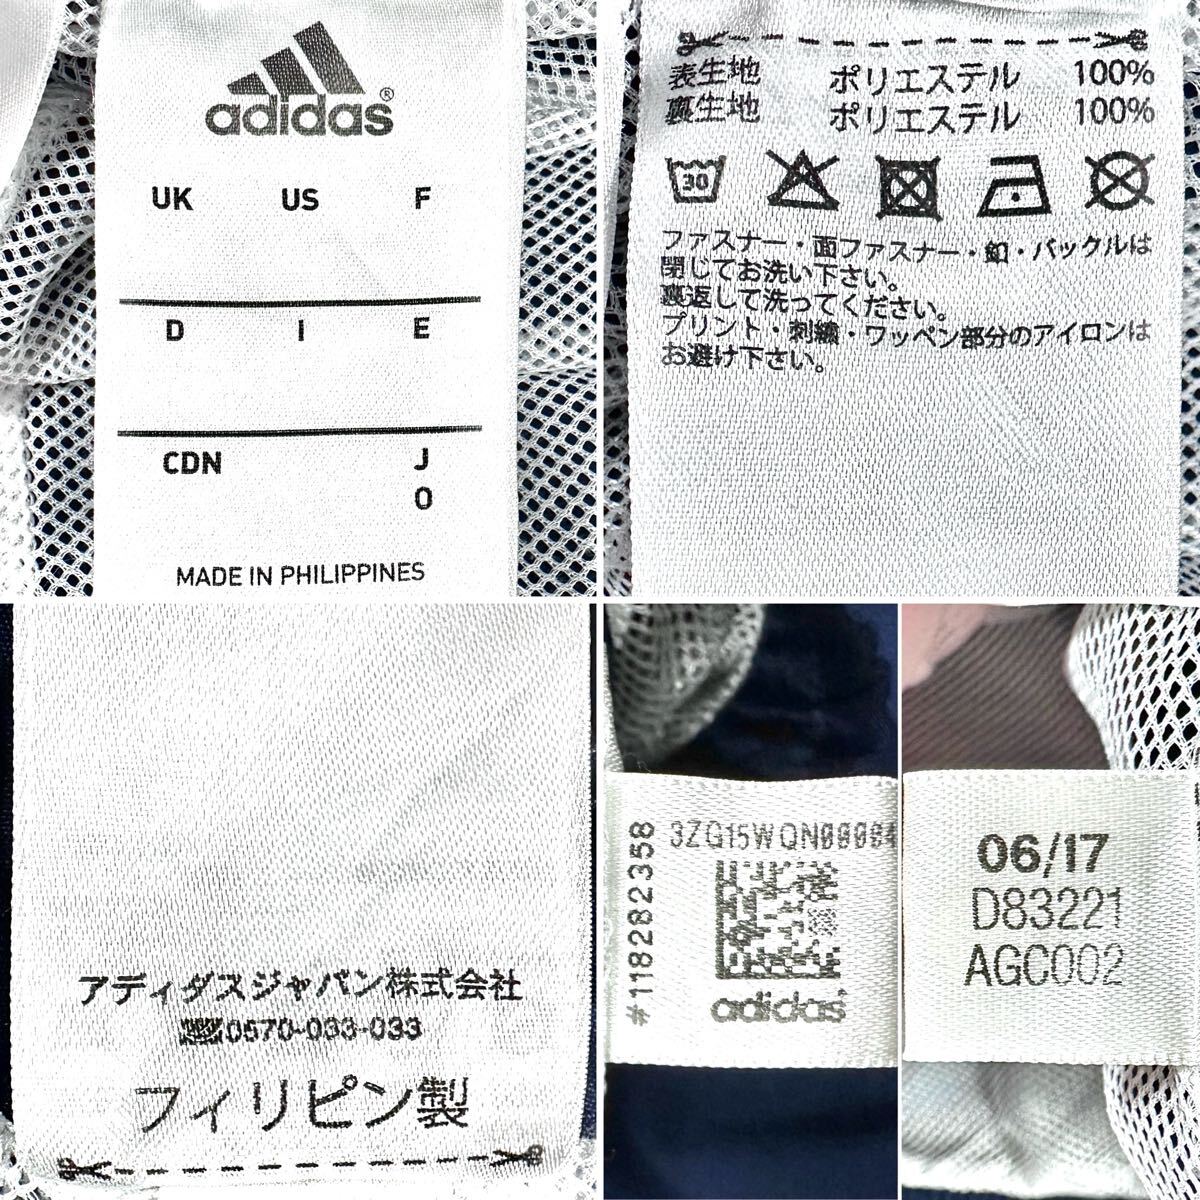 adidas®
UK US F
D I E
CDN J
O
MADE IN PHILIPPINES
表生地 ポリエステル 100%
裏生地 ポリエステル 100%
30
ファスナー・面ファスナー・釦・バックルは
閉じてお洗い下さい。
裏返して洗ってください。
プリント・刺繍・ワッペン部分のアイロンは
お避け下さい。
アディダスジャパン株式会社
0570-033-033
フィリピン製
#118282358
adidas
06/17
D83221
AGC002